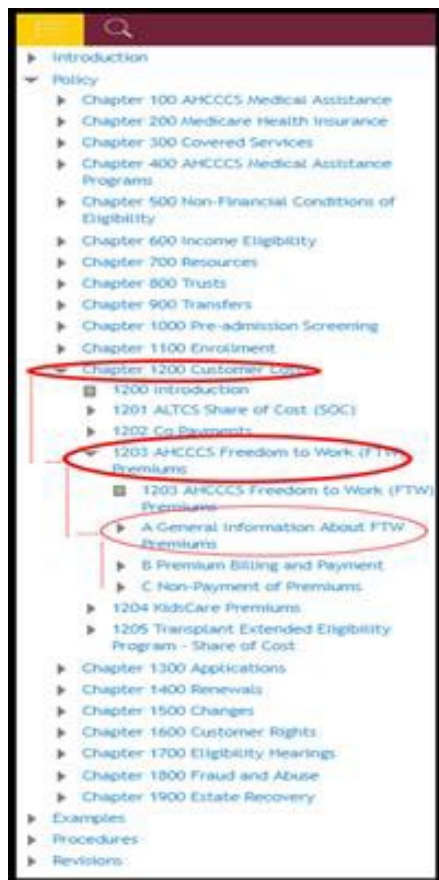 Introduction
Policy
Chapter 100 AHCCCS Medical Assistance
Chapter 200 Medicare Health Insurance
Chapter 300 Covered Services
Chapter 400 AHCCCS Medical Assistance
Programs
Chapter 500 Non-Financial Conditions of
Eligibility
Chapter 600 Income Eligibility
Chapter 700 Resources
Chapter 800 Trusts
Chapter 900 Transfers
Chapter 1000 Pre-admission Screening
Chapter 1100 Enrollment
Chapter 1200 Customer Costs
1200 Introduction
1201 ALTCS Share of Cost (SOC)
1202 Co Payments
1203 AHCCCS Freedom to Work (FTW)
Premiums
1203 AHCCCS Freedom to Work (FTW)
Premiums
A General Information About FTW
Premiums
B Premium Billing and Payment
C Non-Payment of Premiums
1204 KidsCare Premiums
1205 Transplant Extended Eligibility
Program - Share of Cost
Chapter 1300 Applications
Chapter 1400 Renewals
Chapter 1500 Changes
Chapter 1600 Customer Rights
Chapter 1700 Eligibility Hearings
Chapter 1800 Fraud and Abuse
Chapter 1900 Estate Recovery
Examples
Procedures
Revisions